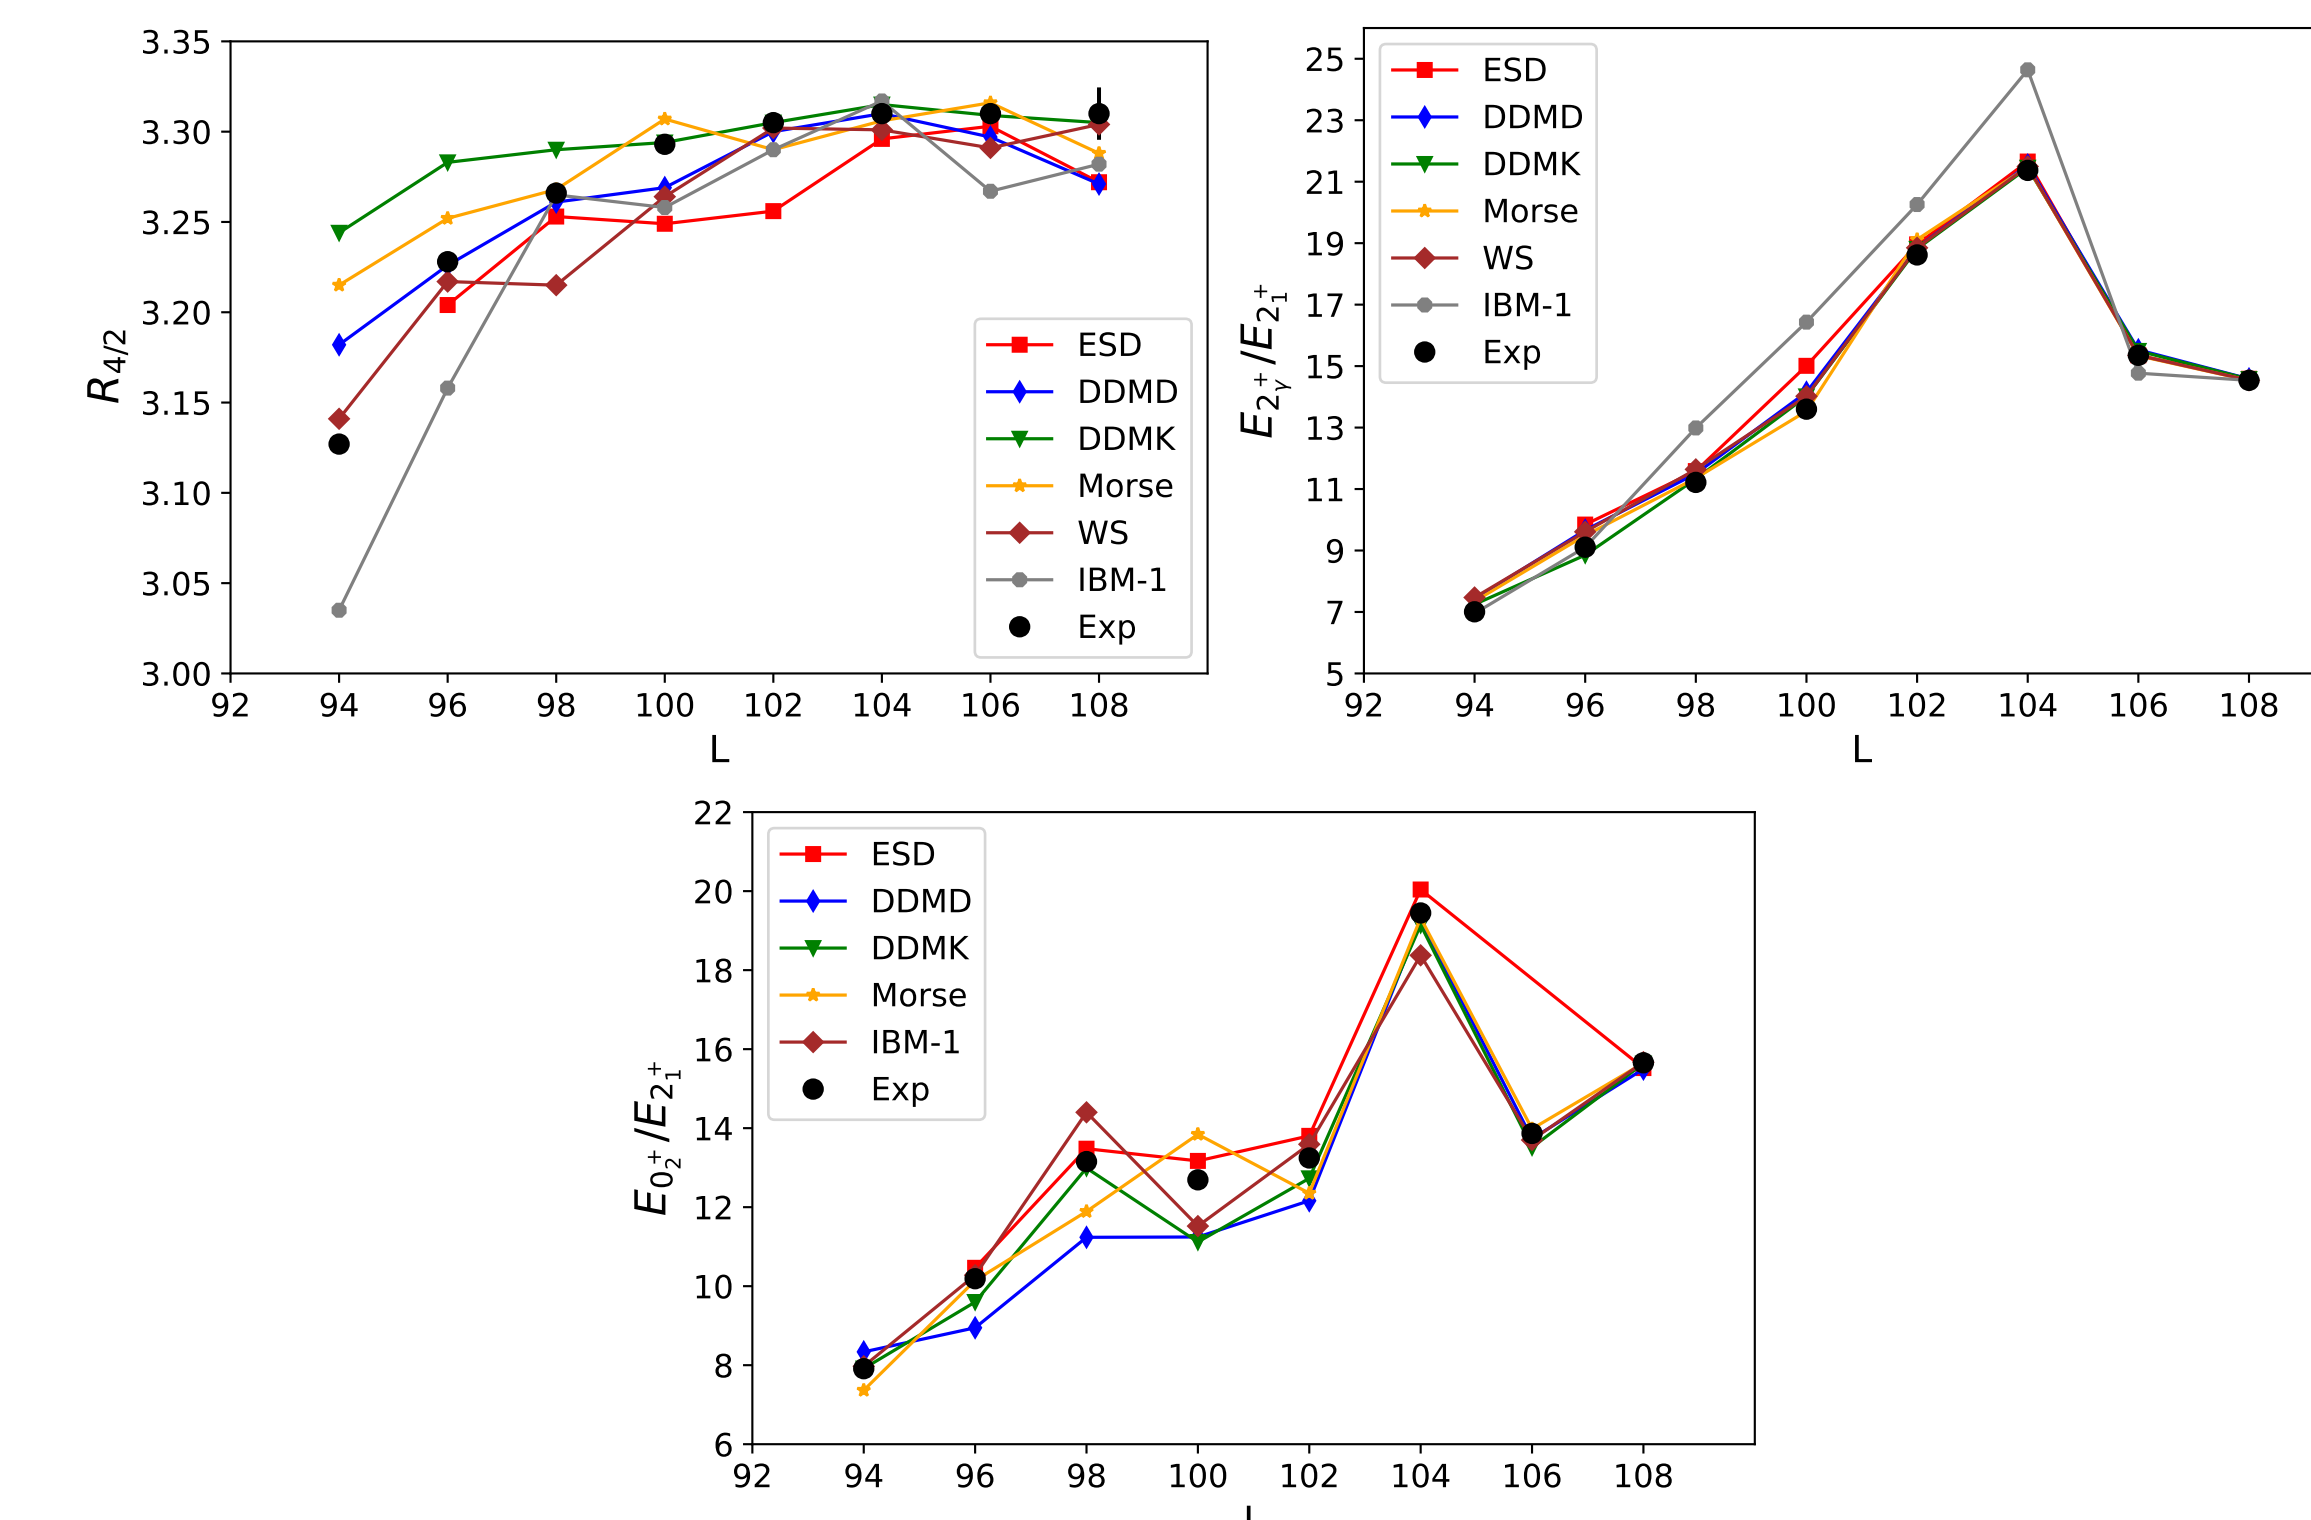 3.35
3.30
3.25
3.20
3.15
3.10
3.05
3.00
R4/2
92 94 96 98 100 102 104 106 108
L
ESD
DDMD
DDMK
Morse
WS
IBM-1
Exp
25
23
21
19
17
15
13
11
9
7
5
E2γ+/E21+
92 94 96 98 100 102 104 106 108
L
ESD
DDMD
DDMK
Morse
WS
IBM-1
Exp
22
20
18
16
14
12
10
8
6
E02+/E21+
92 94 96 98 100 102 104 106 108
ESD
DDMD
DDMK
Morse
IBM-1
Exp